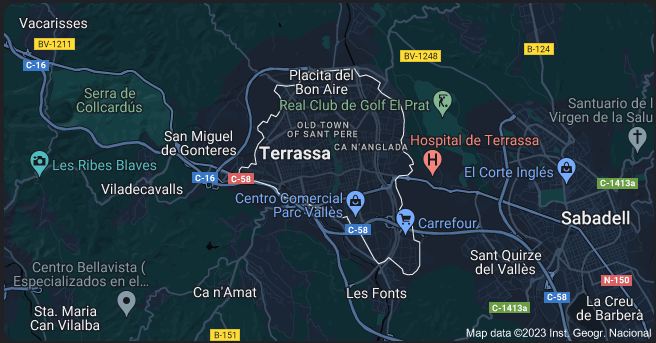 Vacarisses
BV-1211
C-16
BV-1248
B-124
Placita del
Bon Aire
Serra de
Collcardús
Real Club de Golf El Prat
Santuario de l
Virgen de la Salu
OLD TOWN
OF SANT PERE
San Miguel
de Gonteres
Terrassa
CA N'ANGLADA
Hospital de Terrassa
Les Ribes Blaves
El Corte Inglés
C-16
C-58
C-1413a
Viladecavalls
Centro Comercial
Parc Vallès
Carrefour
Sabadell
C-58
Sant Quirze
del Vallès
Centro Bellavista (
Especializados en el...
N-150
Ca n'Amat
Les Fonts
C-58
Sta. Maria
Can Vilalba
C-1413a
La Creu
de Barberà
B-151
Map data ©2023 Inst. Geogr. Nacional